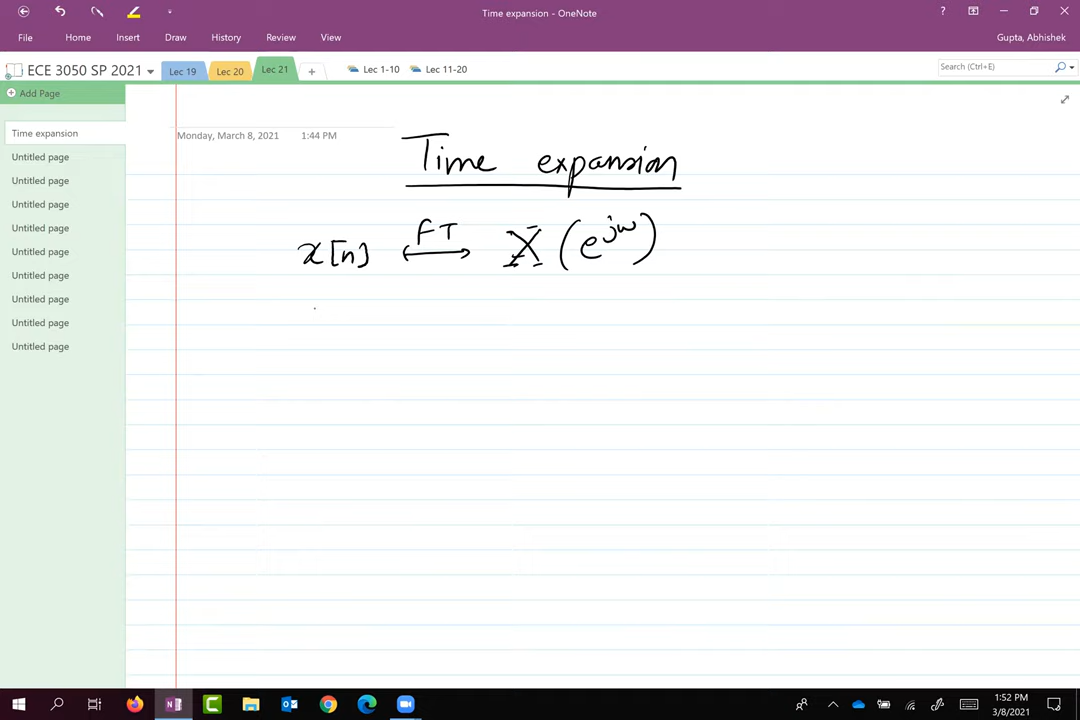 Time expansion - OneNote
?
File Home Insert Draw History Review View
Gupta, Abhishek
ECE 3050 SP 2021 Lec 19 Lec 20 Lec 21 + Lec 1-10 Lec 11-20
Search (Ctrl+E)
Add Page
Time expansion
Untitled page
Untitled page
Untitled page
Untitled page
Untitled page
Untitled page
Untitled page
Untitled page
Untitled page
Monday, March 8, 2021 1:44 PM
Time expansion
x[n] ⟷ FT X(e^{jω})
1:52 PM
3/8/2021